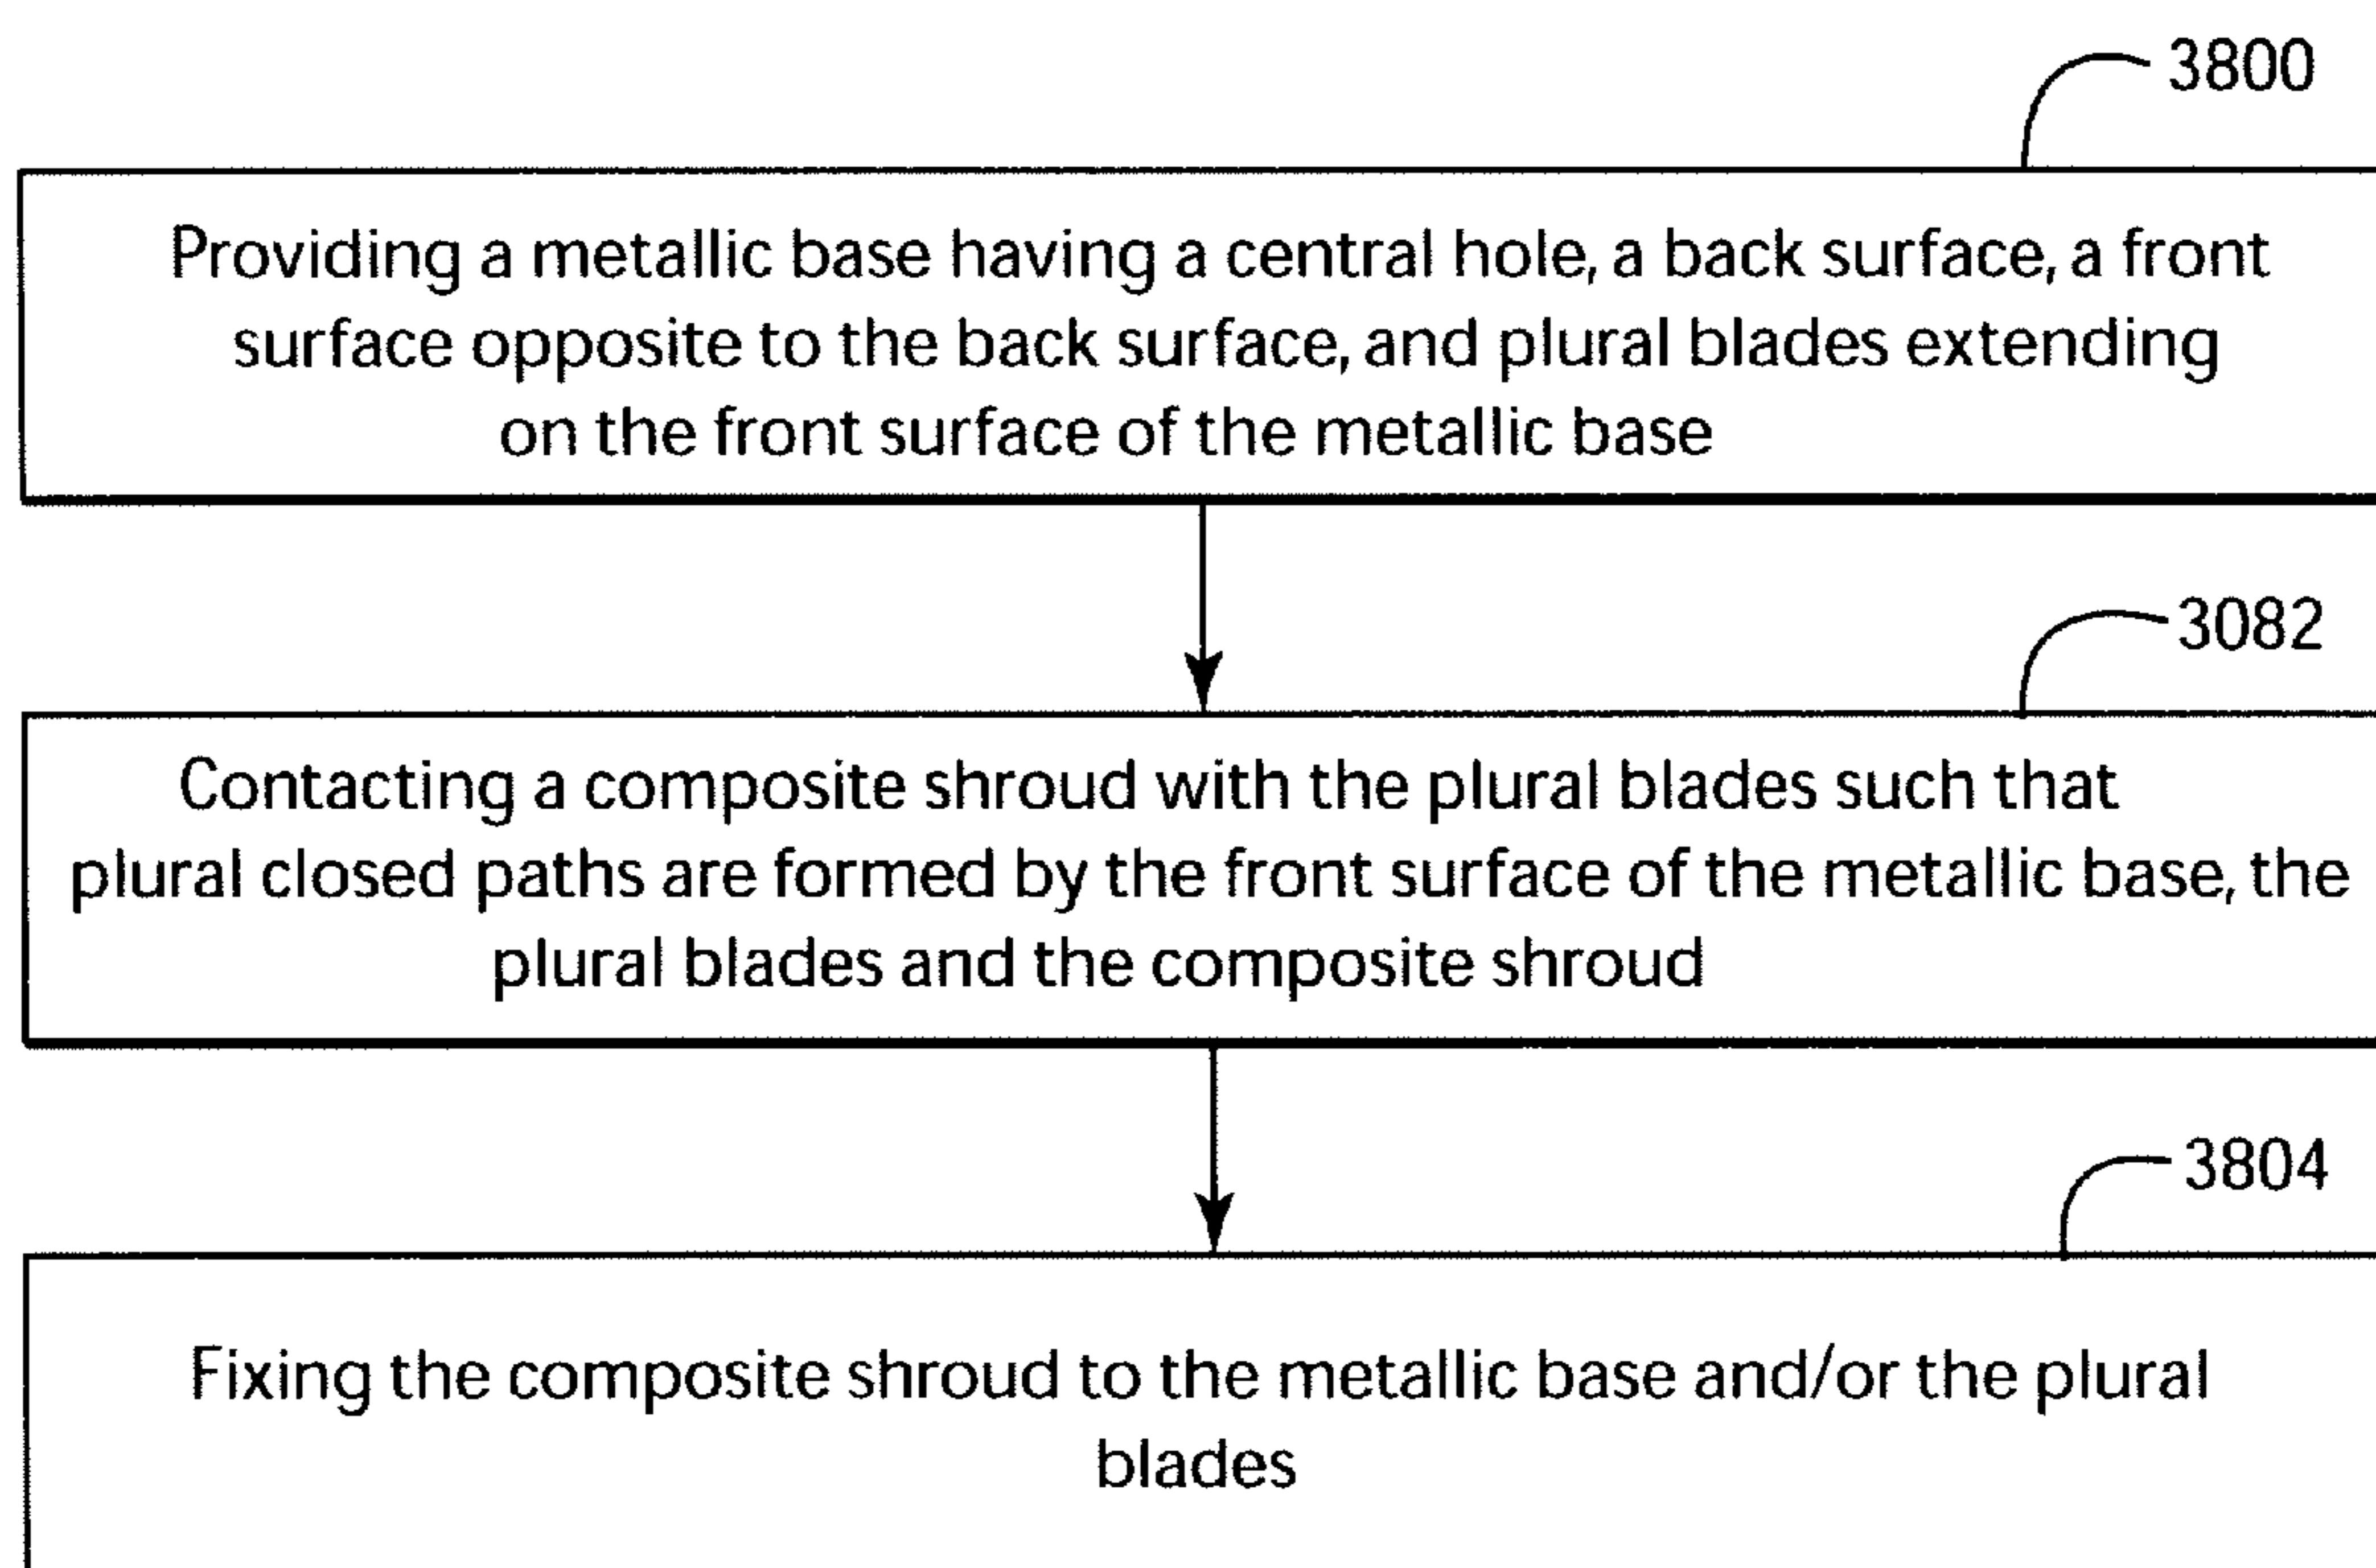 3800
Providing a metallic base having a central hole, a back surface, a front
surface opposite to the back surface, and plural blades extending
on the front surface of the metallic base
3082
Contacting a composite shroud with the plural blades such that
plural closed paths are formed by the front surface of the metallic base, the
plural blades and the composite shroud
3804
Fixing the composite shroud to the metallic base and/or the plural
blades